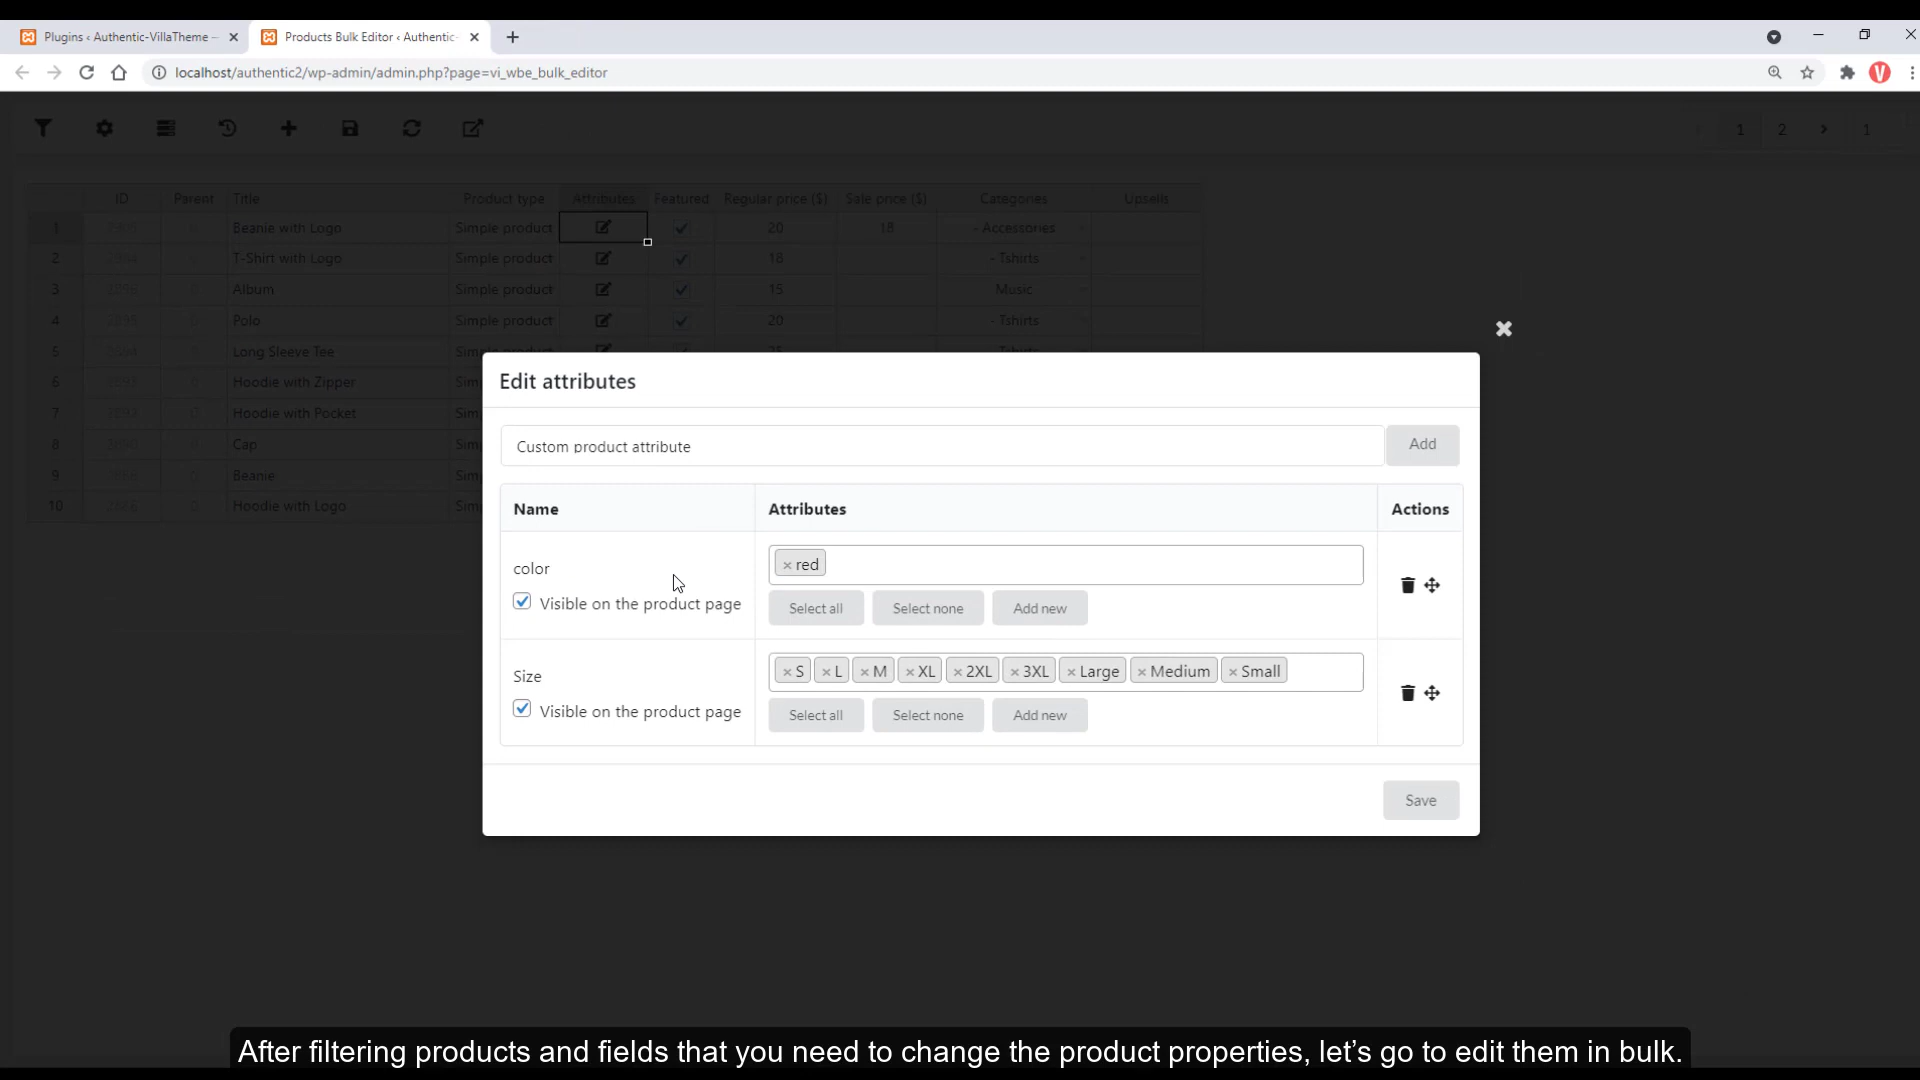 Plugins ‹ Authentic-VillaTheme –
Products Bulk Editor ‹ Authentic-
localhost/authentic2/wp-admin/admin.php?page=vi_wbe_bulk_editor
1 2 1
ID Parent Title Product type Attributes Featured Regular price ($) Sale price ($) Categories Upsells
1 Beanie with Logo Simple product 20 18 - Accessories
2 T-Shirt with Logo Simple product 18 - Tshirts
3 Album Simple product 15 Music
4 Polo Simple product 20 - Tshirts
5 Long Sleeve Tee
6 Hoodie with Zipper
7 Hoodie with Pocket
8 Cap
9 Beanie
10 Hoodie with Logo
Edit attributes
Custom product attribute Add
Name Attributes Actions
color × red
Visible on the product page Select all Select none Add new
Size × S × L × M × XL × 2XL × 3XL × Large × Medium × Small
Visible on the product page Select all Select none Add new
Save
After filtering products and fields that you need to change the product properties, let’s go to edit them in bulk.